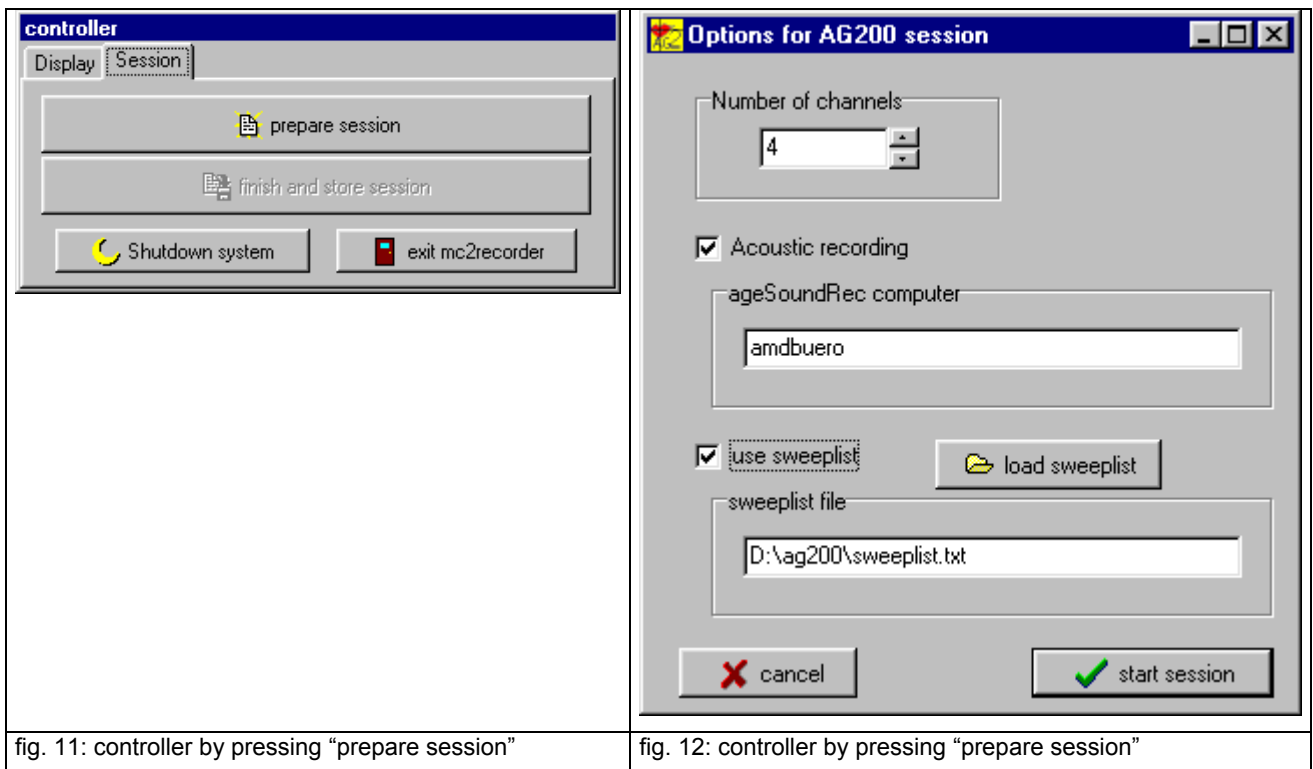 controller
Display Session
prepare session
finish and store session
Shutdown system exit mc2recorder
fig. 11: controller by pressing “prepare session”
Options for AG200 session
Number of channels
4
Acoustic recording
ageSoundRec computer
amdbuero
use sweeplist load sweeplist
sweeplist file
D:\ag200\sweeplist.txt
cancel start session
fig. 12: controller by pressing “prepare session”